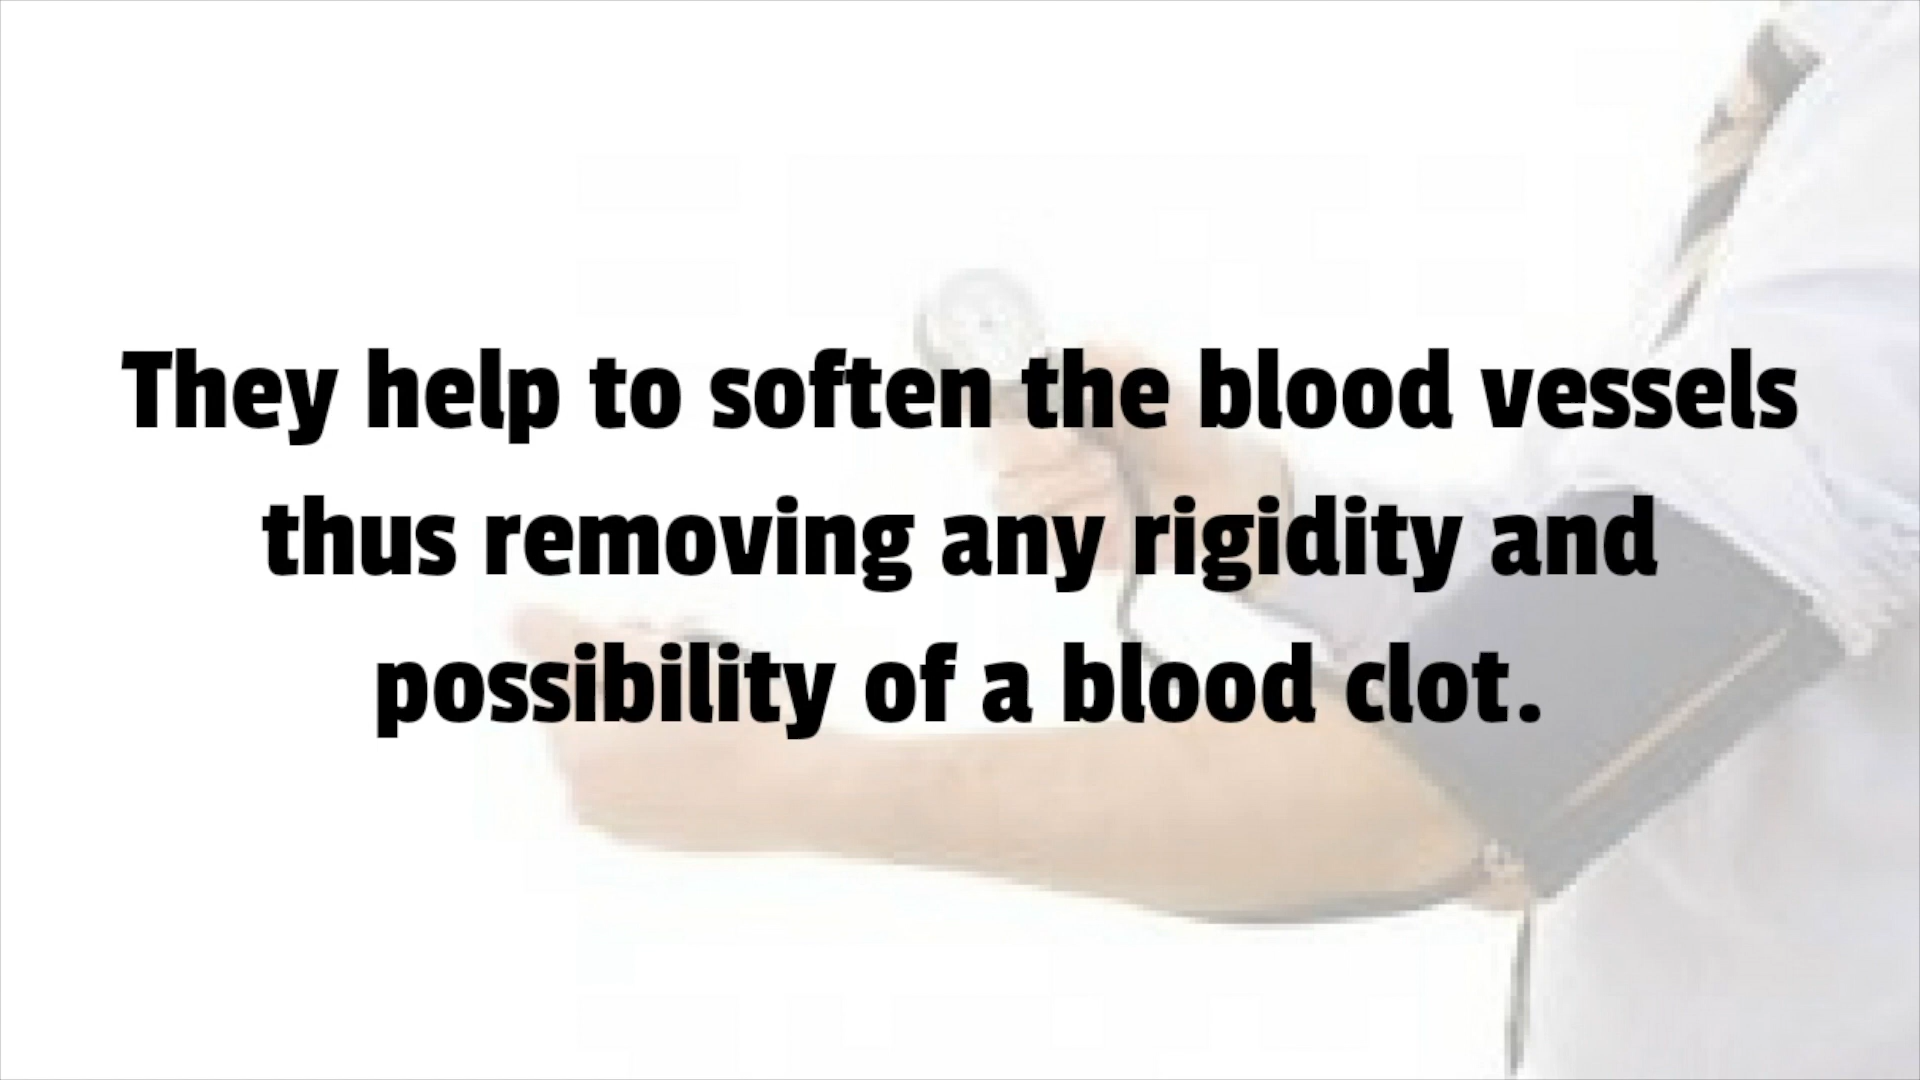 They help to soften the blood vessels
thus removing any rigidity and
possibility of a blood clot.